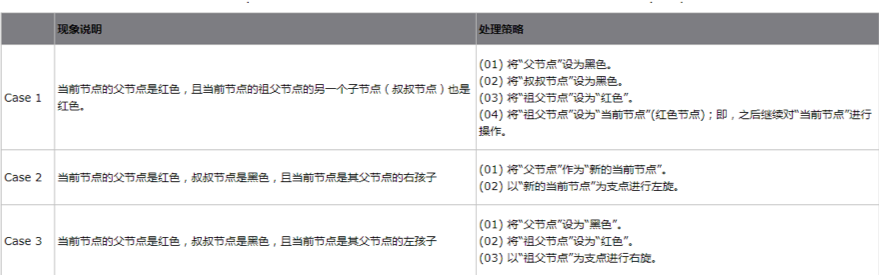 现象说明 处理策略
Case 1
当前节点的父节点是红色，且当前节点的祖父节点的另一个子节点（叔叔节点）也是
红色。
(01) 将“父节点”设为黑色。
(02) 将“叔叔节点”设为黑色。
(03) 将“祖父节点”设为“红色”。
(04) 将“祖父节点”设为“当前节点”(红色节点)；即，之后继续对“当前节点”进行
操作。
Case 2
当前节点的父节点是红色，叔叔节点是黑色，且当前节点是其父节点的右孩子
(01) 将“父节点”作为“新的当前节点”。
(02) 以“新的当前节点”为支点进行左旋。
Case 3
当前节点的父节点是红色，叔叔节点是黑色，且当前节点是其父节点的左孩子
(01) 将“父节点”设为“黑色”。
(02) 将“祖父节点”设为“红色”。
(03) 以“祖父节点”为支点进行右旋。